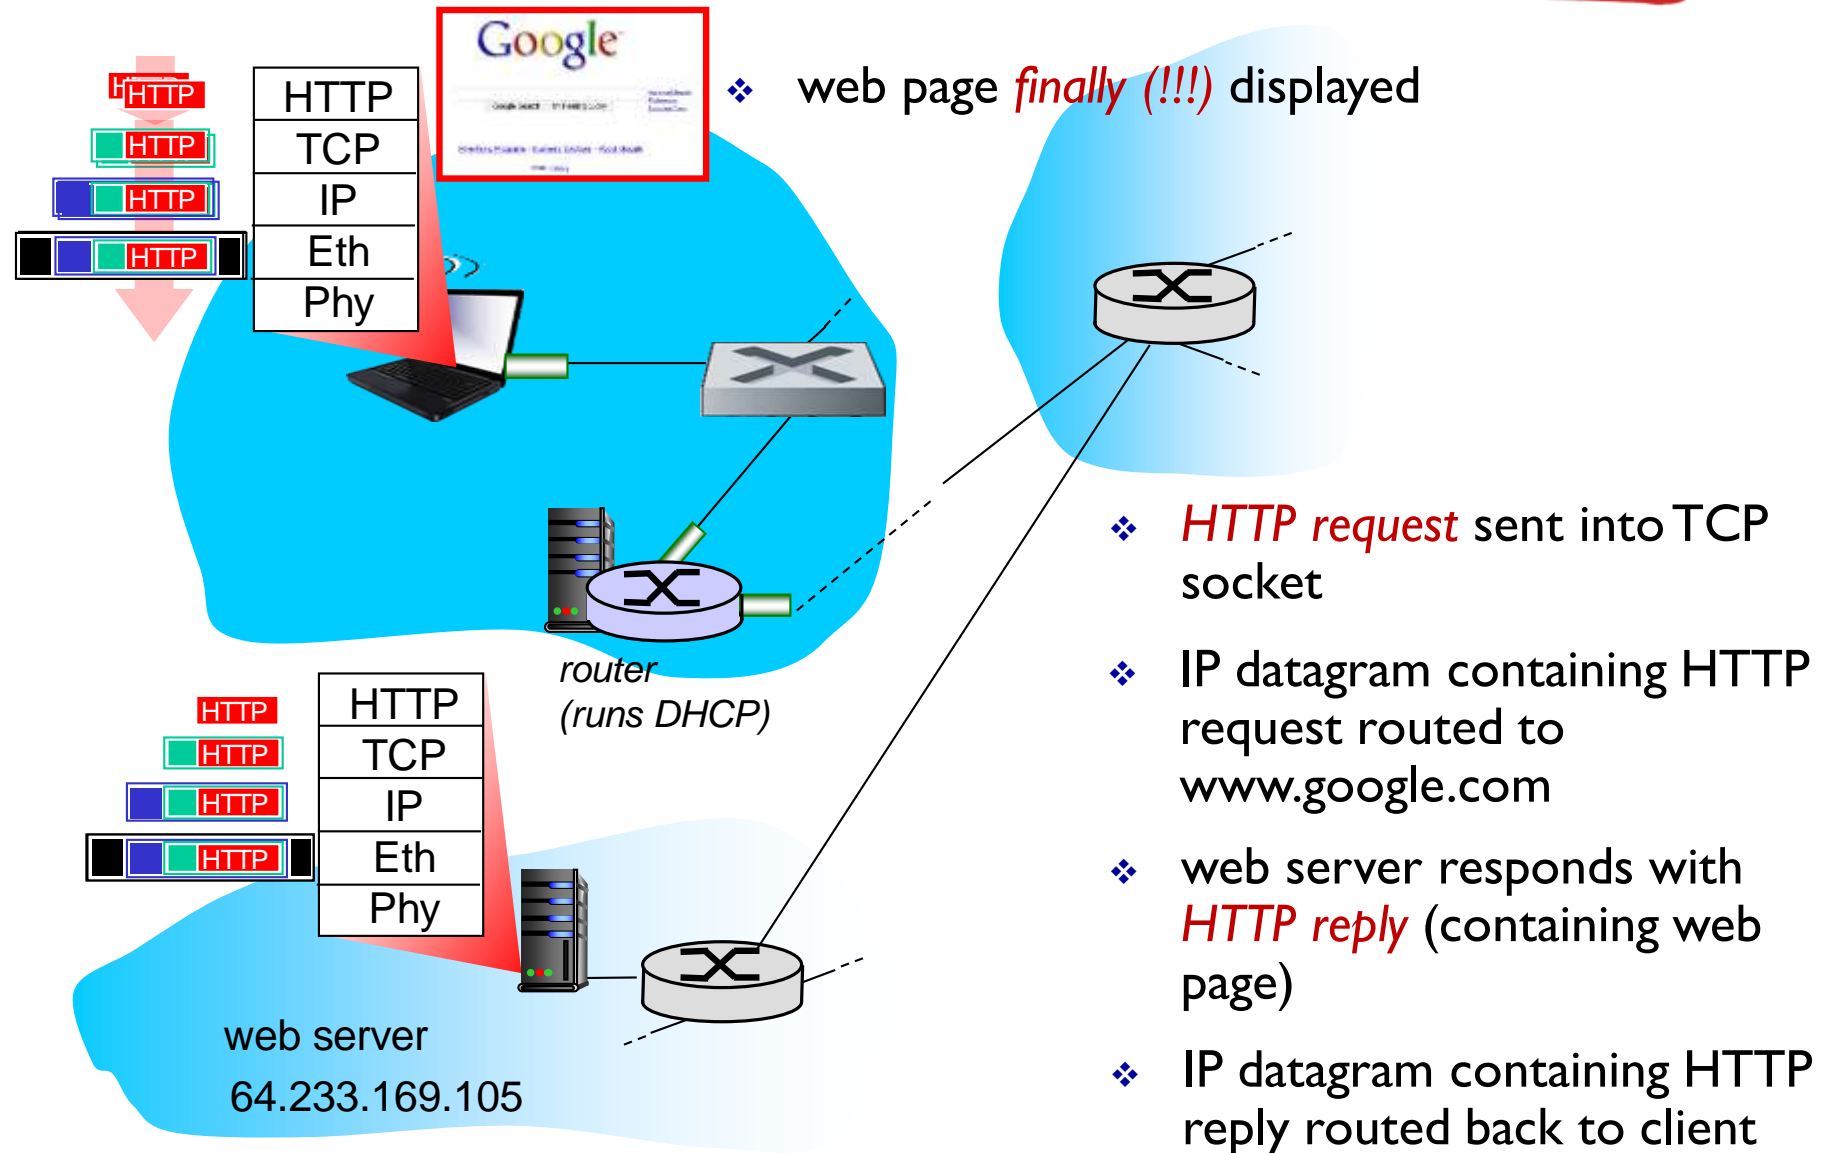 Google
Google Search
❖ web page finally (!!!) displayed
HTTP
HTTP
HTTP
HTTP
HTTP
TCP
IP
Eth
Phy
router
(runs DHCP)
HTTP
HTTP
HTTP
HTTP
HTTP
TCP
IP
Eth
Phy
web server
64.233.169.105
❖ HTTP request sent into TCP
socket
❖ IP datagram containing HTTP
request routed to
www.google.com
❖ web server responds with
HTTP reply (containing web
page)
❖ IP datagram containing HTTP
reply routed back to client